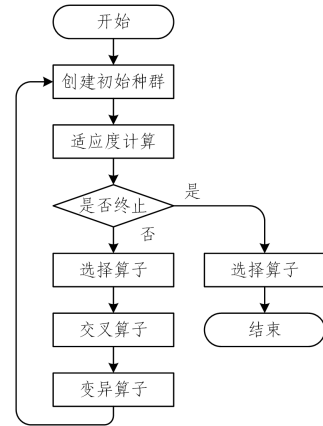 开始
创建初始种群
适应度计算
是否终止
是
否
选择算子
选择算子
交叉算子
结束
变异算子